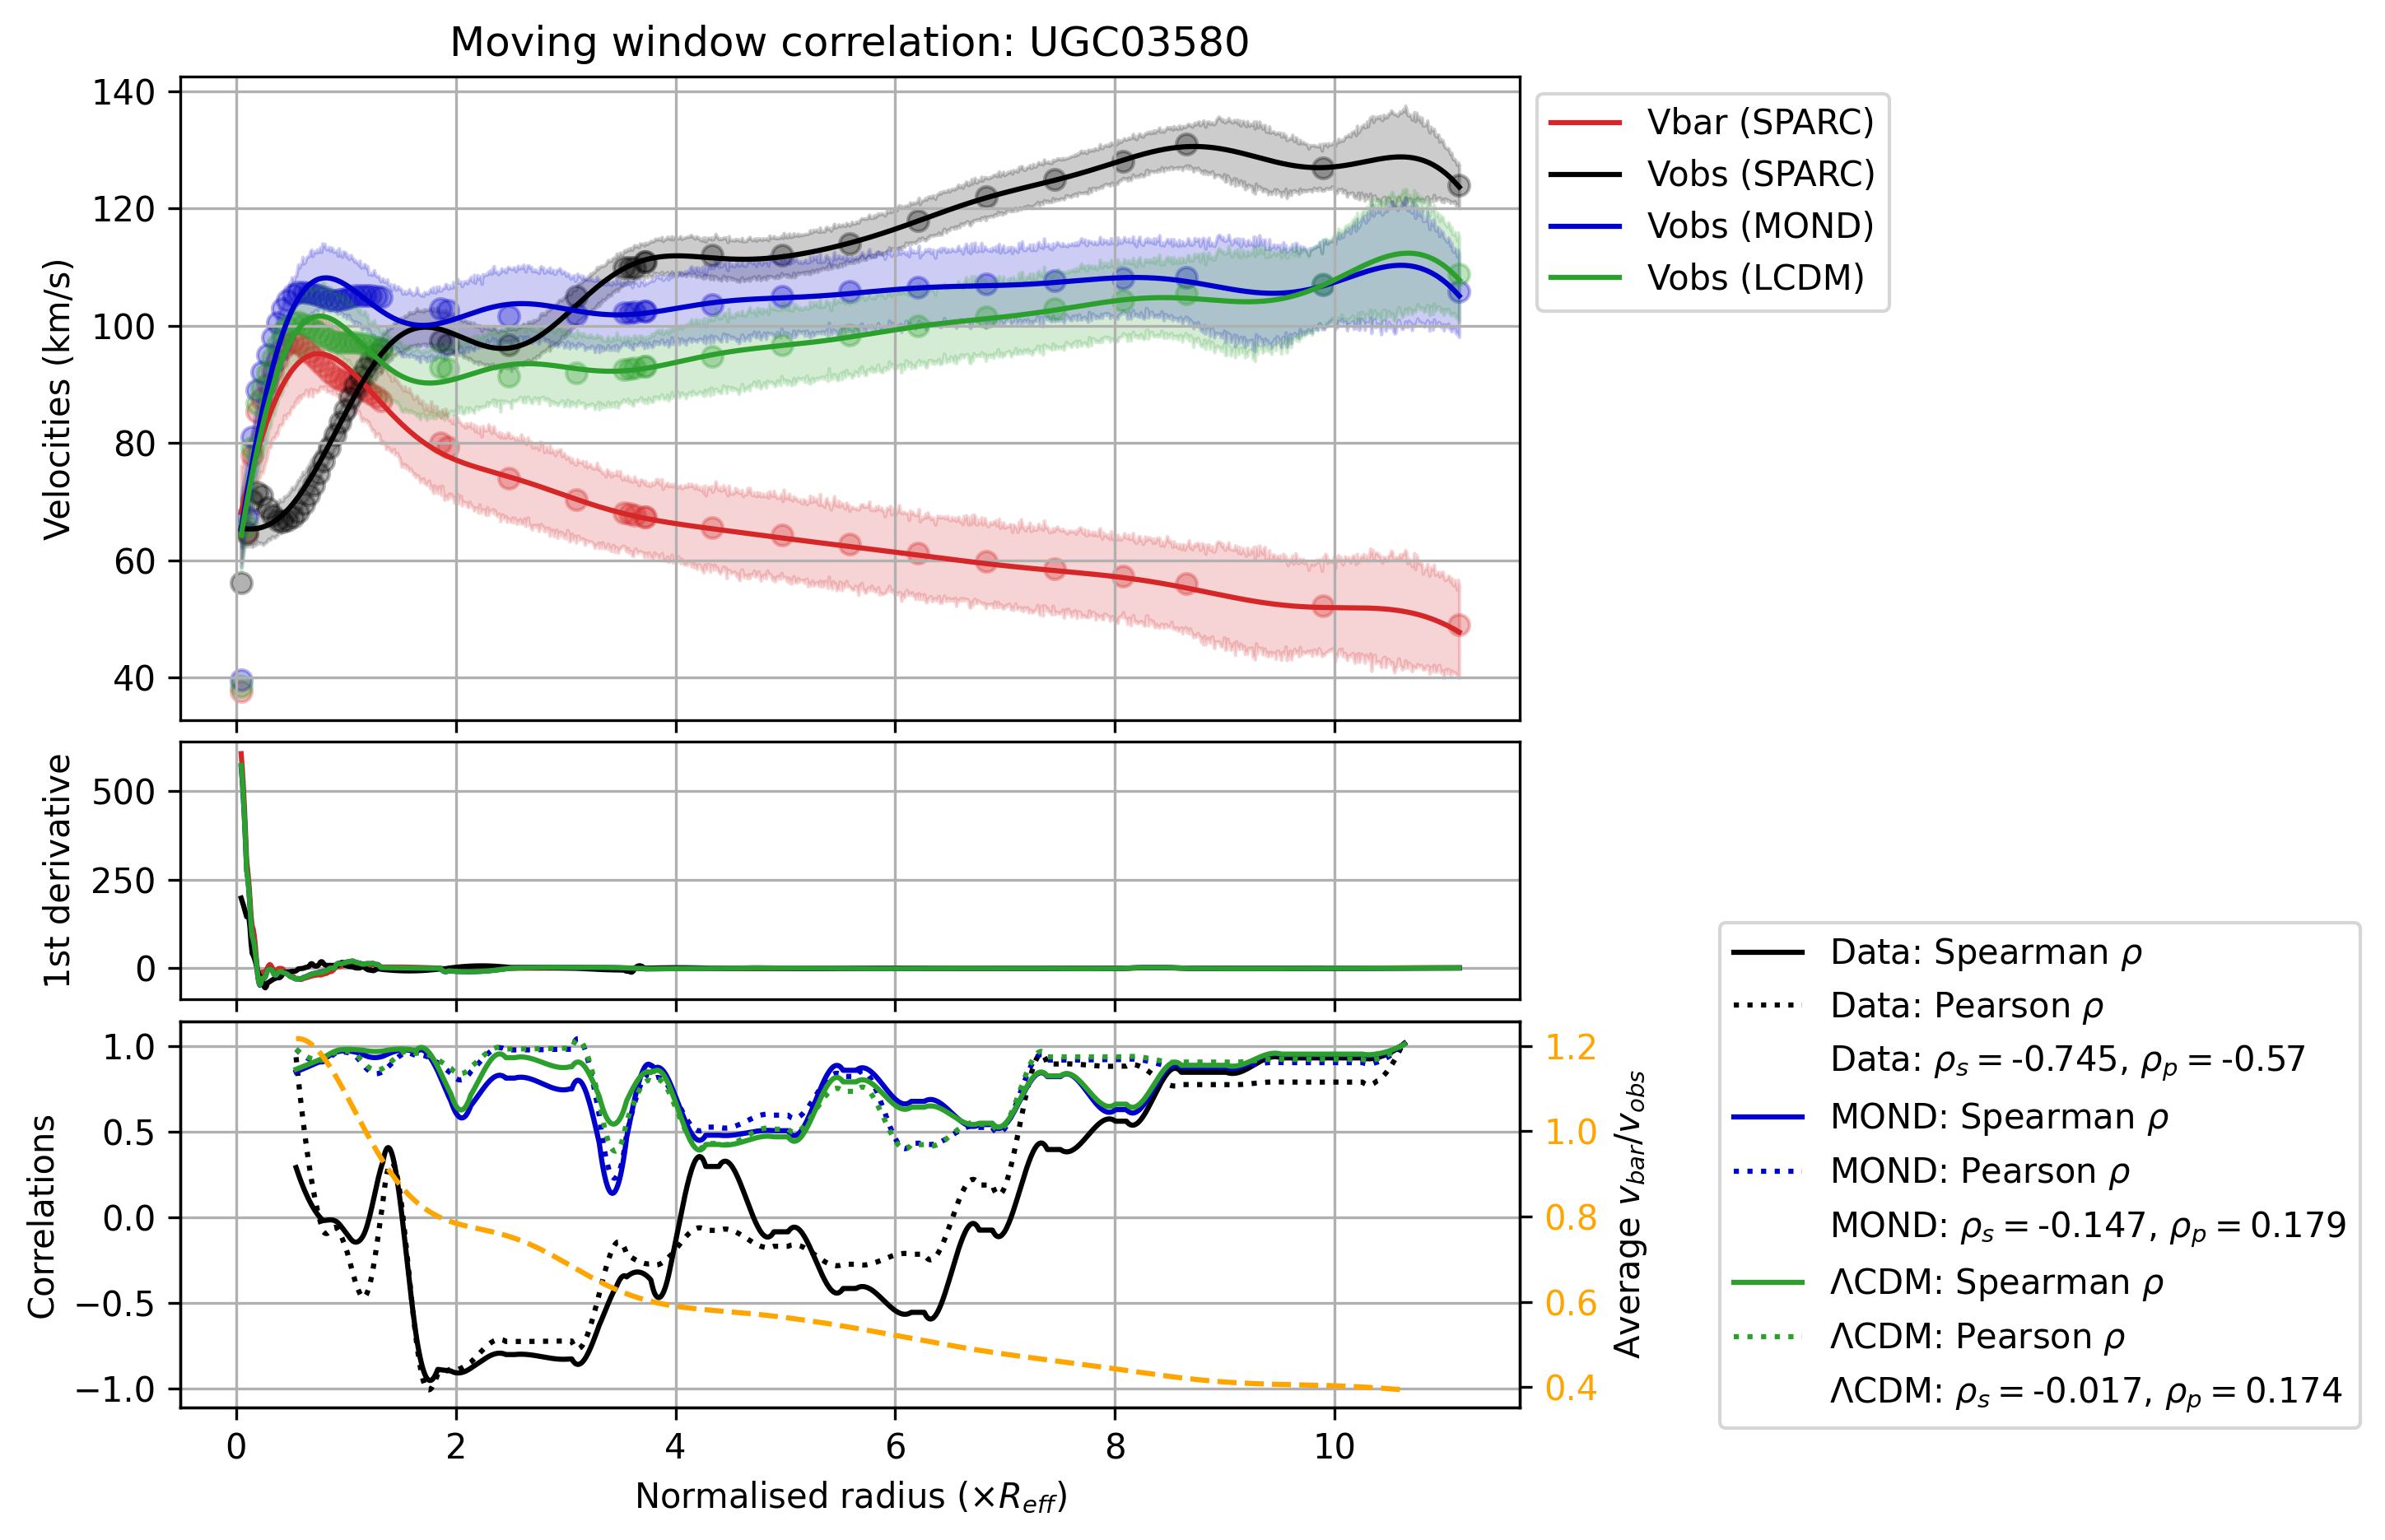 Moving window correlation: UGC03580
140
120
100
80
60
40
Velocities (km/s)
Vbar (SPARC)
Vobs (SPARC)
Vobs (MOND)
Vobs (LCDM)
500
250
0
1st derivative
1.0
0.5
0.0
−0.5
−1.0
Correlations
1.2
1.0
0.8
0.6
0.4
Average v_bar/v_obs
0 2 4 6 8 10
Normalised radius (×R_eff)
Data: Spearman ρ
Data: Pearson ρ
Data: ρ_s = -0.745, ρ_p = -0.57
MOND: Spearman ρ
MOND: Pearson ρ
MOND: ρ_s = -0.147, ρ_p = 0.179
ΛCDM: Spearman ρ
ΛCDM: Pearson ρ
ΛCDM: ρ_s = -0.017, ρ_p = 0.174